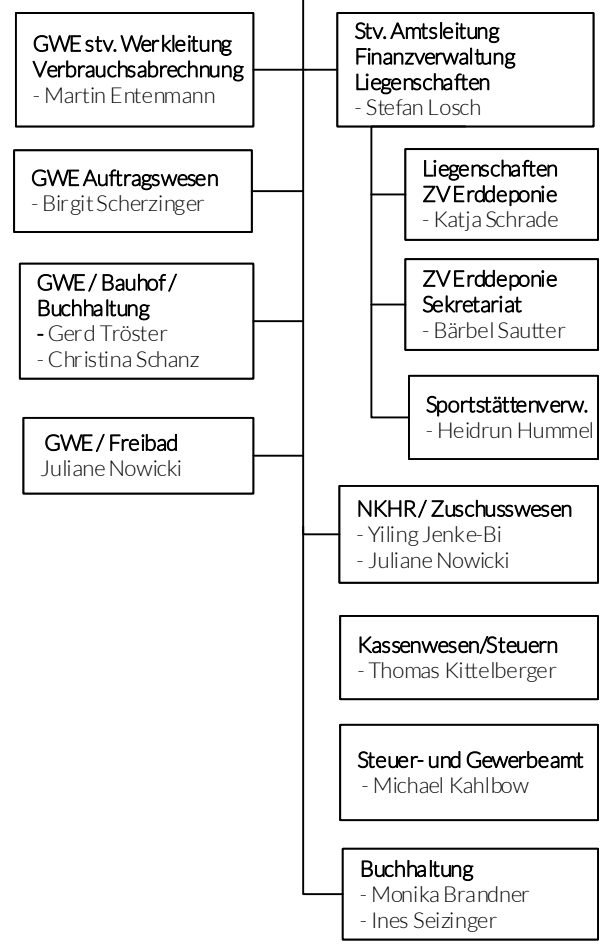 GWE stv. Werkleitung
Verbrauchsabrechnung
- Martin Entenmann
GWE Auftragswesen
- Birgit Scherzinger
GWE / Bauhof /
Buchhaltung
- Gerd Tröster
- Christina Schanz
GWE / Freibad
Juliane Nowicki
Stv. Amtsleitung
Finanzverwaltung
Liegenschaften
- Stefan Losch
Liegenschaften
ZV Erddeponie
- Katja Schrade
ZV Erddeponie
Sekretariat
- Bärbel Sautter
Sportstättenverw.
- Heidrun Hummel
NKHR / Zuschusswesen
- Yiling Jenke-Bi
- Juliane Nowicki
Kassenwesen/Steuern
- Thomas Kittelberger
Steuer- und Gewerbeamt
- Michael Kahlbow
Buchhaltung
- Monika Brandner
- Ines Seizinger